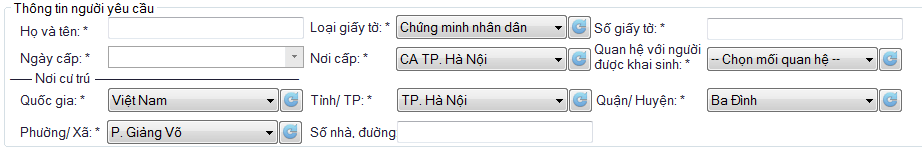 Thông tin người yêu cầu
Họ và tên: * Loại giấy tờ: * Chứng minh nhân dân Số giấy tờ: *
Ngày cấp: * Nơi cấp: * CA TP. Hà Nội Quan hệ với người được khai sinh: * -- Chọn mối quan hệ --
Nơi cư trú
Quốc gia: * Việt Nam Tỉnh/ TP: * TP. Hà Nội Quận/ Huyện: * Ba Đình
Phường/ Xã: * P. Giảng Võ Số nhà, đường